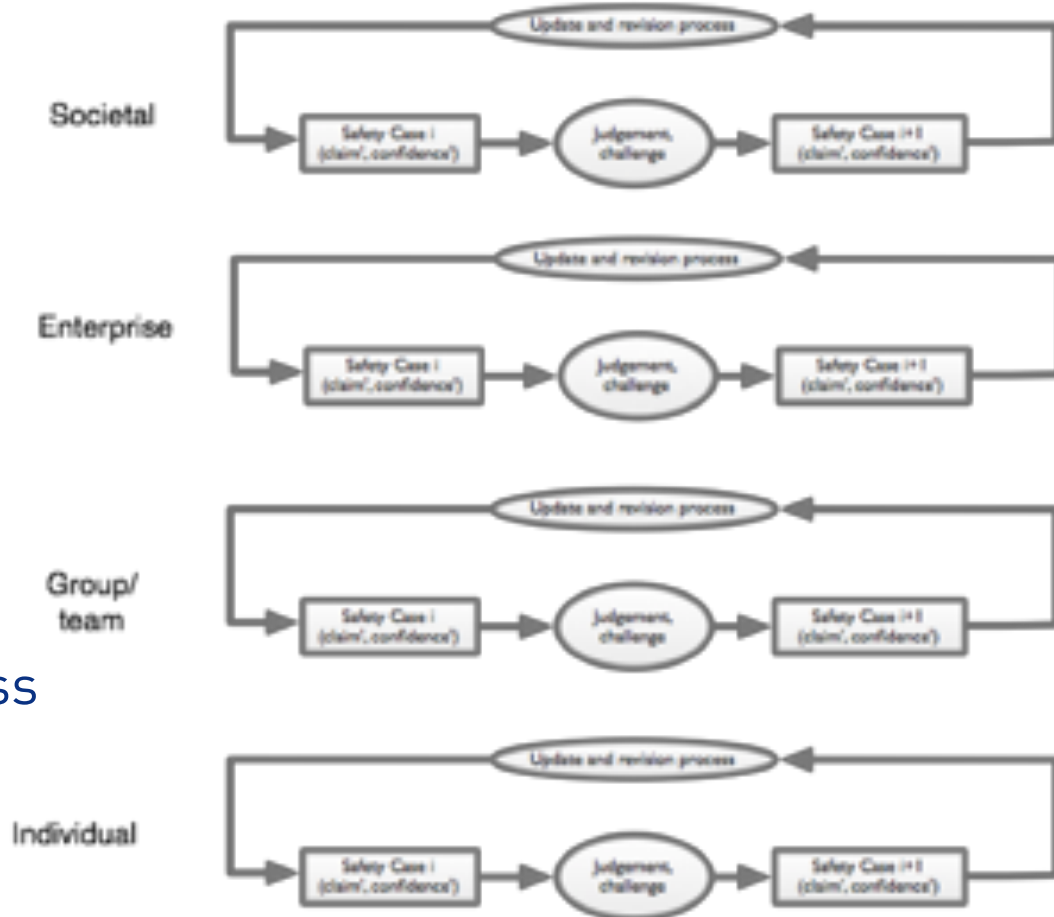 Update and revision process
Societal
Safety Case i
(claim', confidence')
Judgement,
challenge
Safety Case i+1
(claim', confidence')
Update and revision process
Enterprise
Safety Case i
(claim', confidence')
Judgement,
challenge
Safety Case i+1
(claim', confidence')
Update and revision process
Group/
team
Safety Case i
(claim', confidence')
Judgement,
challenge
Safety Case i+1
(claim', confidence')
ss
Update and revision process
Individual
Safety Case i
(claim', confidence')
Judgement,
challenge
Safety Case i+1
(claim', confidence')